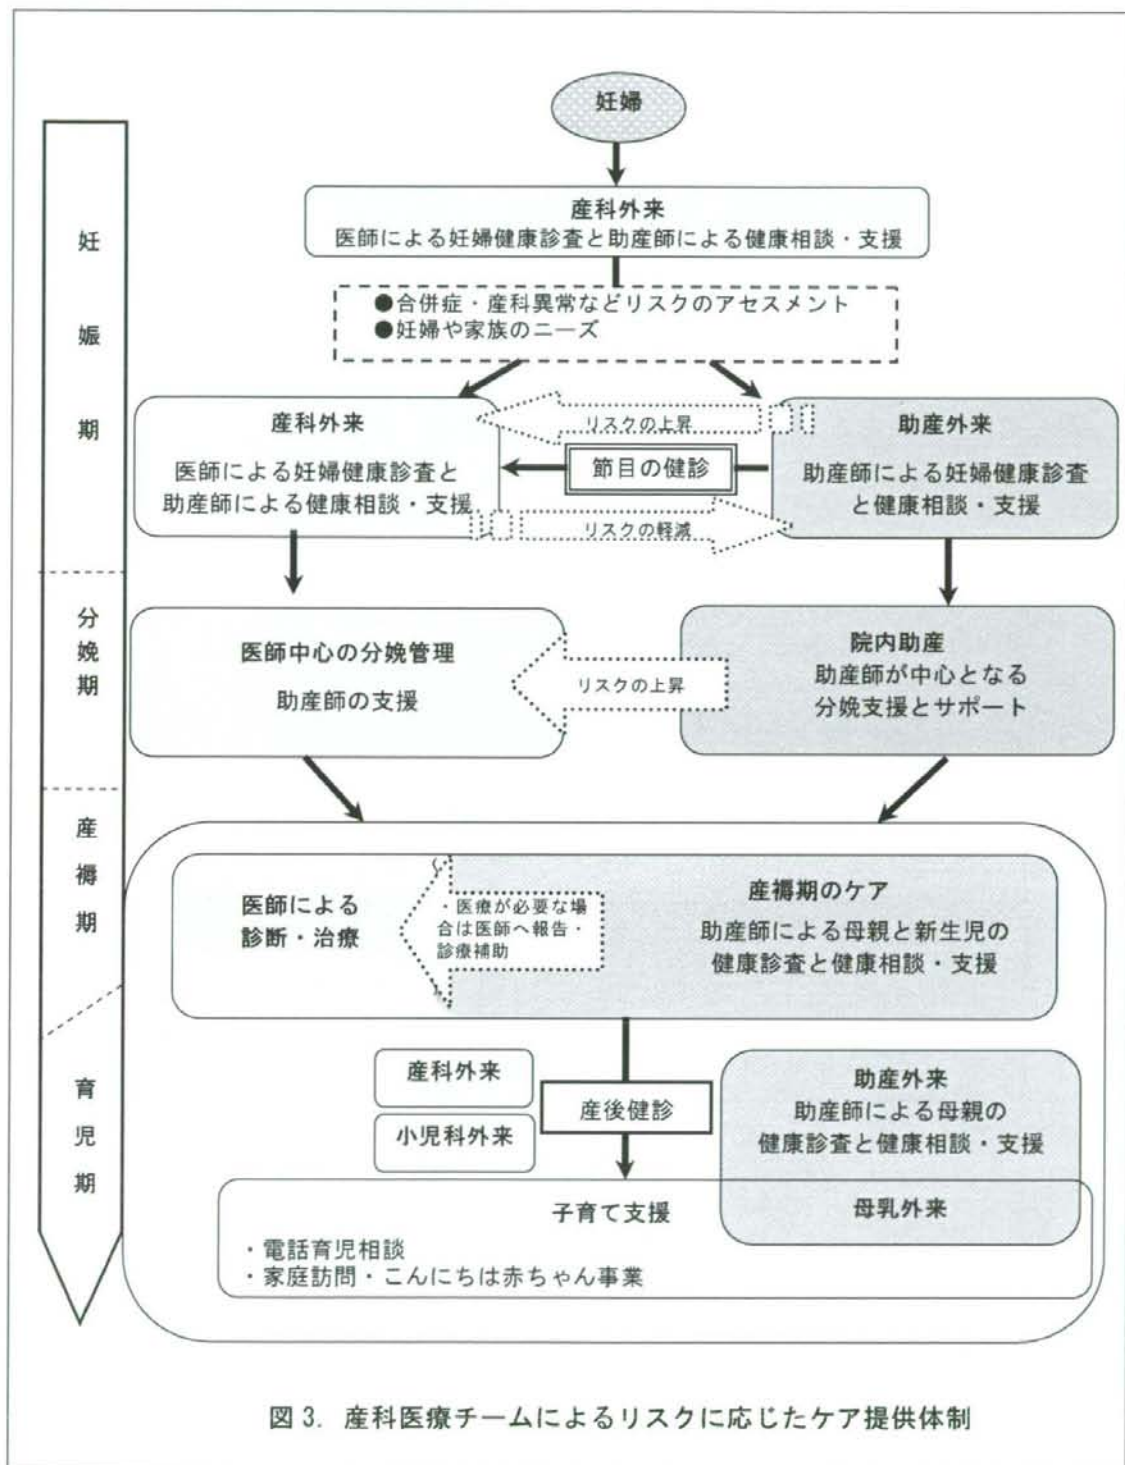 妊婦
産科外来
医師による妊婦健康診査と助産師による健康相談・支援
●合併症・産科異常などリスクのアセスメント
●妊婦や家族のニーズ
妊娠期
産科外来
医師による妊婦健康診査と
助産師による健康相談・支援
リスクの上昇
節目の健診
リスクの軽減
助産外来
助産師による妊婦健康診査
と健康相談・支援
分娩期
医師中心の分娩管理
助産師の支援
リスクの上昇
院内助産
助産師が中心となる
分娩支援とサポート
産褥期
医師による
診断・治療
・医療が必要な場
合は医師へ報告・
診療補助
産褥期のケア
助産師による母親と新生児の
健康診査と健康相談・支援
育児期
産科外来
小児科外来
産後健診
助産外来
助産師による母親の
健康診査と健康相談・支援
母乳外来
子育て支援
・電話育児相談
・家庭訪問・こんにちは赤ちゃん事業
図 3. 産科医療チームによるリスクに応じたケア提供体制